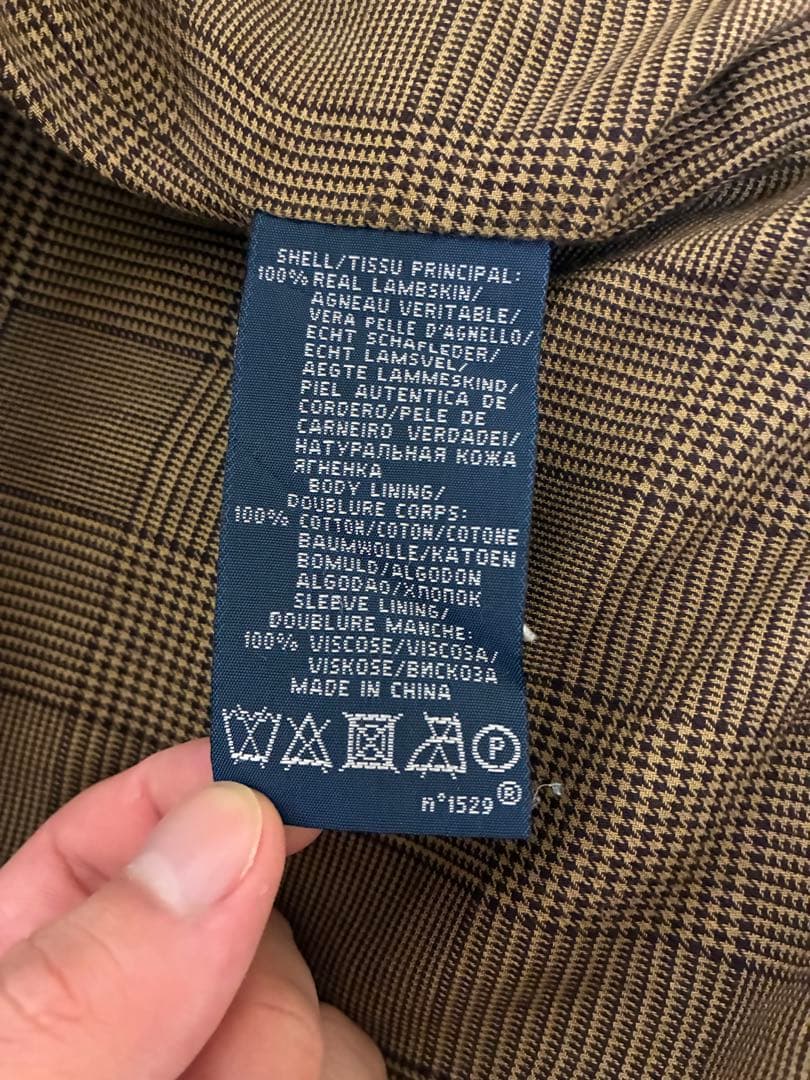 SHELL/TISSU PRINCIPAL:
100% REAL LAMBSKIN/
AGNEAU VERITABLE/
VERA PELLE D'AGNELLO/
ECHT SCHAFLEDER/
ECHT LAMSVEL/
AEGTE LAMMESKIND/
PIEL AUTENTICA DE
CORDERO/PELE DE
CARNEIRO VERDADEI/
НАТУРАЛЬНАЯ КОЖА
ЯГНЕНКА
BODY LINING/
DOUBLURE CORPS:
100% COTTON/COTON/COTONE
BAUMWOLLE/KATOEN
BOMULD/ALGODON
ALGODAO/ХЛОПОК
SLEEVE LINING/
DOUBLURE MANCHE:
100% VISCOSE/VISCOSA/
VISKOSE/ВИСКОЗА
MADE IN CHINA
P
n°1529®